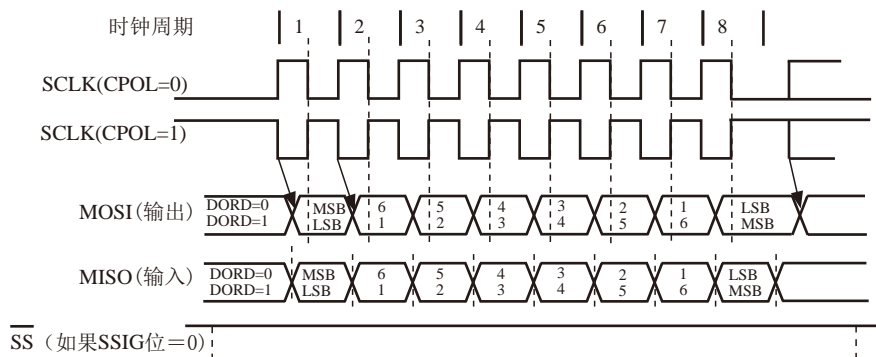 时钟周期 1 2 3 4 5 6 7 8
SCLK(CPOL=0)
SCLK(CPOL=1)
MOSI(输出) DORD=0 MSB 6 5 4 3 2 1 LSB
DORD=1 LSB 1 2 3 4 5 6 MSB
MISO(输入) DORD=0 MSB 6 5 4 3 2 1 LSB
DORD=1 LSB 1 2 3 4 5 6 MSB
SS（如果SSIG位＝0）